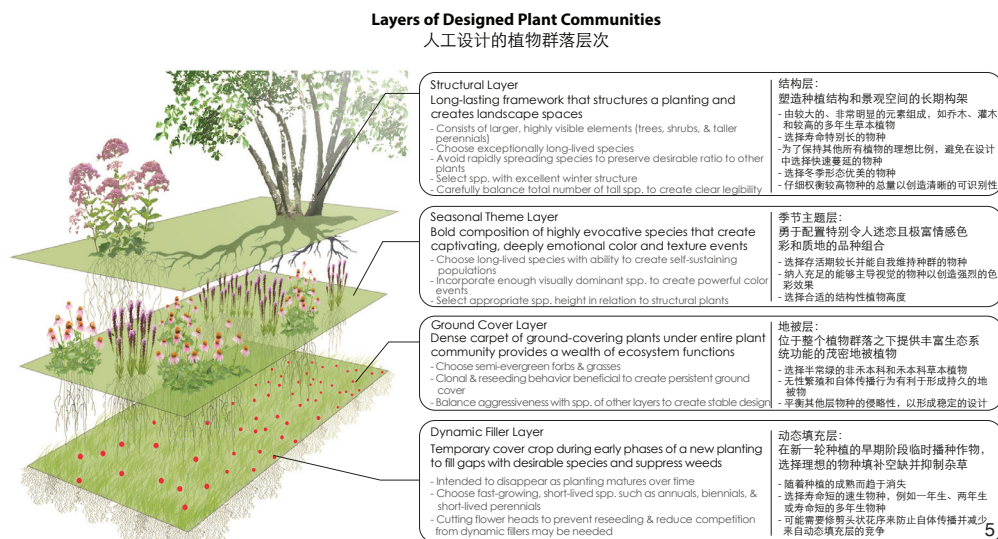 Layers of Designed Plant Communities
人工设计的植物群落层次
Structural Layer
Long-lasting framework that structures a planting and
creates landscape spaces
- Consists of larger, highly visible elements (trees, shrubs, & taller
perennials)
- Choose exceptionally long-lived species
- Avoid rapidly spreading species to preserve desirable ratio to other
plants
- Select spp. with excellent winter structure
- Carefully balance total number of tall spp. to create clear legibility
结构层:
塑造种植结构和景观空间的长期构架
- 由较大的、非常明显的元素组成，如乔木、灌木
和较高的多年生草本植物
- 选择寿命特别长的物种
-为了保持其他所有植物的理想比例，避免在设计
中选择快速蔓延的物种
- 选择冬季形态优美的物种
- 仔细权衡较高物种的总量以创造清晰的可识别性
Seasonal Theme Layer
Bold composition of highly evocative species that create
captivating, deeply emotional color and texture events
- Choose long-lived species with ability to create self-sustaining
populations
- Incorporate enough visually dominant spp. to create powerful color
events
- Select appropriate spp. height in relation to structural plants
季节主题层:
勇于配置特别令人迷恋且极富情感色
彩和质地的品种组合
- 选择存活期较长并能自我维持种群的物种
- 纳入充足的能够主导视觉的物种以创造强烈的色
彩效果
- 选择合适的结构性植物高度
Ground Cover Layer
Dense carpet of ground-covering plants under entire plant
community provides a wealth of ecosystem functions
- Choose semi-evergreen forbs & grasses
- Clonal & reseeding behavior beneficial to create persistent ground
cover
- Balance aggressiveness with spp. of other layers to create stable design
地被层:
位于整个植物群落之下提供丰富生态系
统功能的茂密地被植物
- 选择半常绿的非禾本科和禾本科草本植物
- 无性繁殖和自体传播行为有利于形成持久的地
被物
- 平衡其他层物种的侵略性，以形成稳定的设计
Dynamic Filler Layer
Temporary cover crop during early phases of a new planting
to fill gaps with desirable species and suppress weeds
- Intended to disappear as planting matures over time
- Choose fast-growing, short-lived spp. such as annuals, biennials, &
short-lived perennials
- Cutting flower heads to prevent reseeding & reduce competition
from dynamic fillers may be needed
动态填充层:
在新一轮种植的早期阶段临时播种作物，
选择理想的物种填补空缺并抑制杂草
- 随着种植的成熟而趋于消失
- 选择寿命短的速生物种，例如一年生、两年生
或寿命短的多年生物种
- 可能需要修剪头状花序来防止自体传播并减少
来自动态填充层的竞争
5